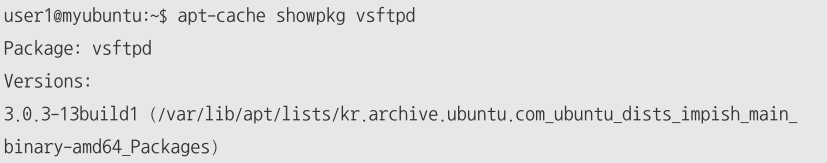 user1@myubuntu:~$ apt-cache showpkg vsftpd
Package: vsftpd
Versions:
3.0.3-13build1 (/var/lib/apt/lists/kr.archive.ubuntu.com_ubuntu_dists_impish_main_
binary-amd64_Packages)